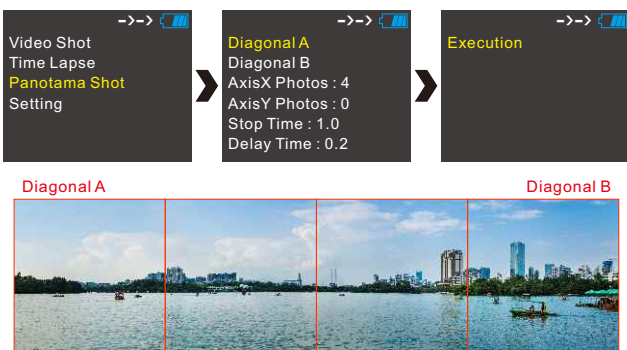 ->->
Video Shot
Time Lapse
Panotama Shot
Setting
->->
Diagonal A
Diagonal B
AxisX Photos : 4
AxisY Photos : 0
Stop Time : 1.0
Delay Time : 0.2
->->
Execution
Diagonal A
Diagonal B